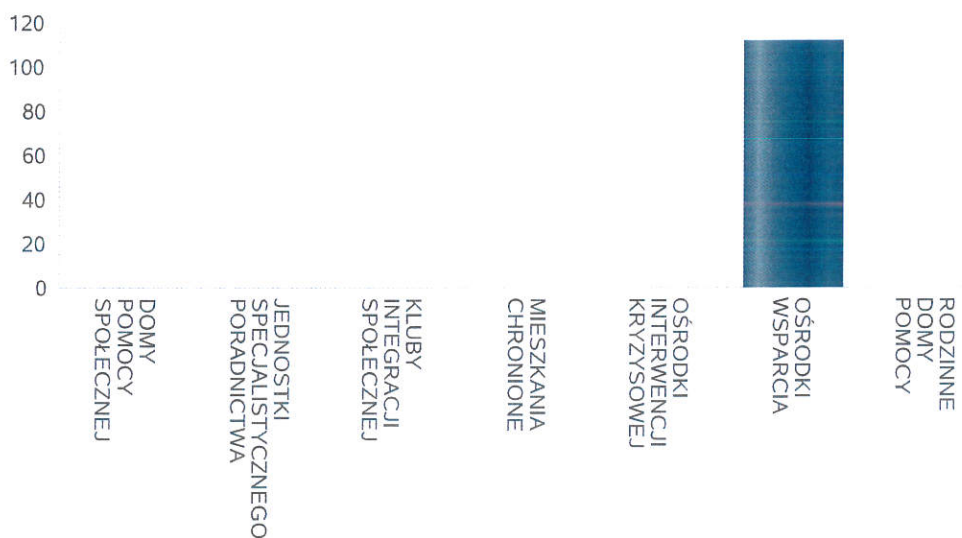 120
100
80
60
40
20
0
DOMY
POMOCY
SPOŁECZNEJ
JEDNOSTKI
SPECJALISTYCZNEGO
PORADNICTWA
KLUBY
INTEGRACJI
SPOŁECZNEJ
MIESZKANIA
CHRONIONE
OŚRODKI
INTERWENCJI
KRYZYSOWEJ
OŚRODKI
WSPARCIA
RODZINNE
DOMY
POMOCY